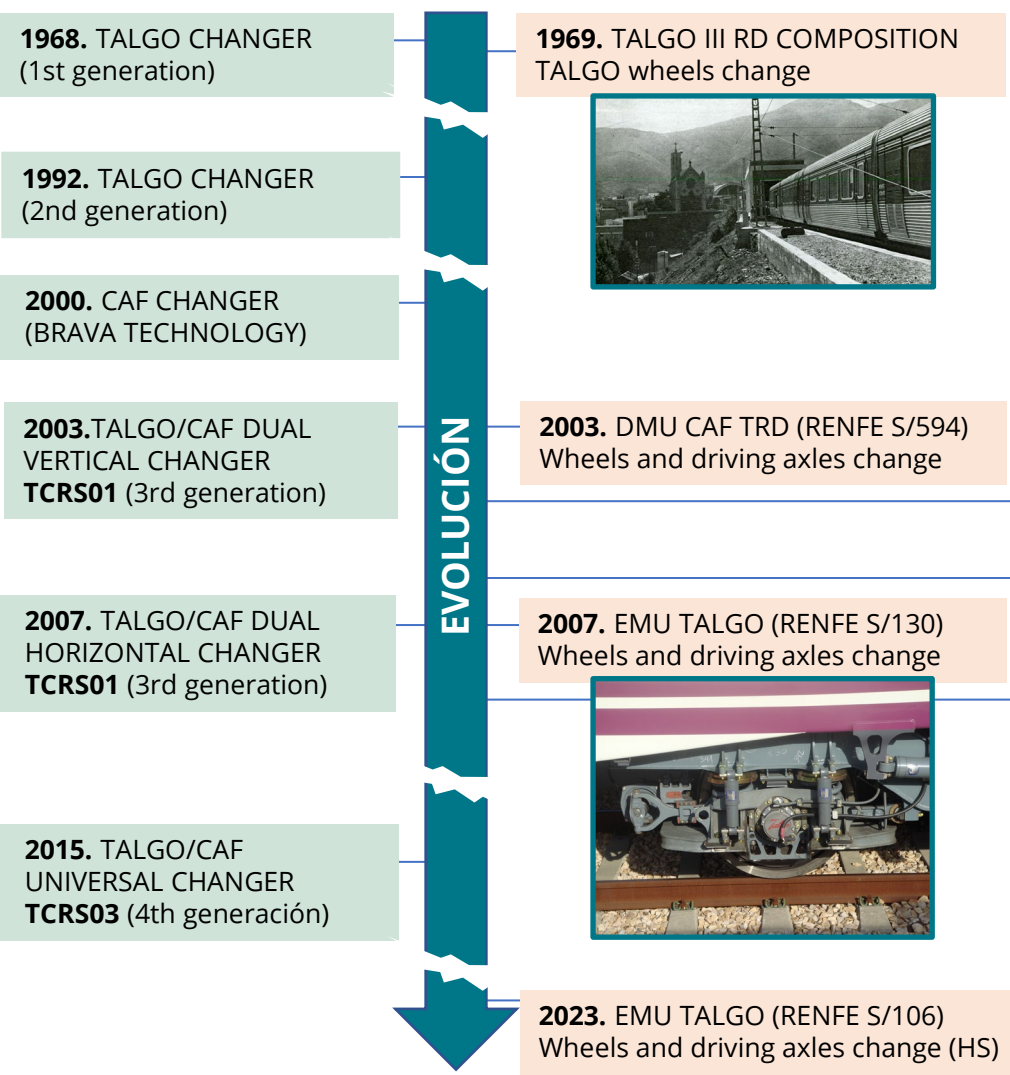 1968. TALGO CHANGER
(1st generation)
1969. TALGO III RD COMPOSITION
TALGO wheels change
1992. TALGO CHANGER
(2nd generation)
2000. CAF CHANGER
(BRAVA TECHNOLOGY)
2003.TALGO/CAF DUAL
VERTICAL CHANGER
TCRS01 (3rd generation)
EVOLUCIÓN
2003. DMU CAF TRD (RENFE S/594)
Wheels and driving axles change
2007. TALGO/CAF DUAL
HORIZONTAL CHANGER
TCRS01 (3rd generation)
2007. EMU TALGO (RENFE S/130)
Wheels and driving axles change
2015. TALGO/CAF
UNIVERSAL CHANGER
TCRS03 (4th generación)
2023. EMU TALGO (RENFE S/106)
Wheels and driving axles change (HS)